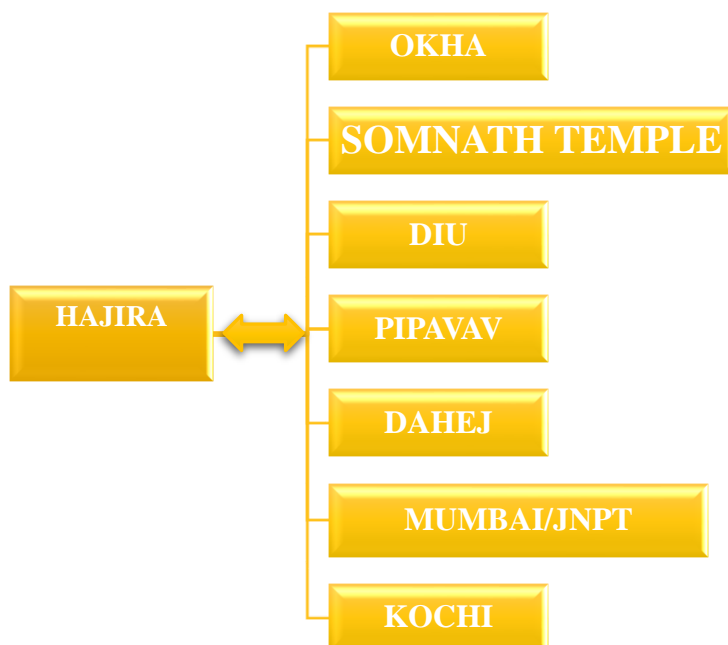 OKHA
SOMNATH TEMPLE
DIU
HAJIRA
PIPAVAV
DAHEJ
MUMBAI/JNPT
KOCHI